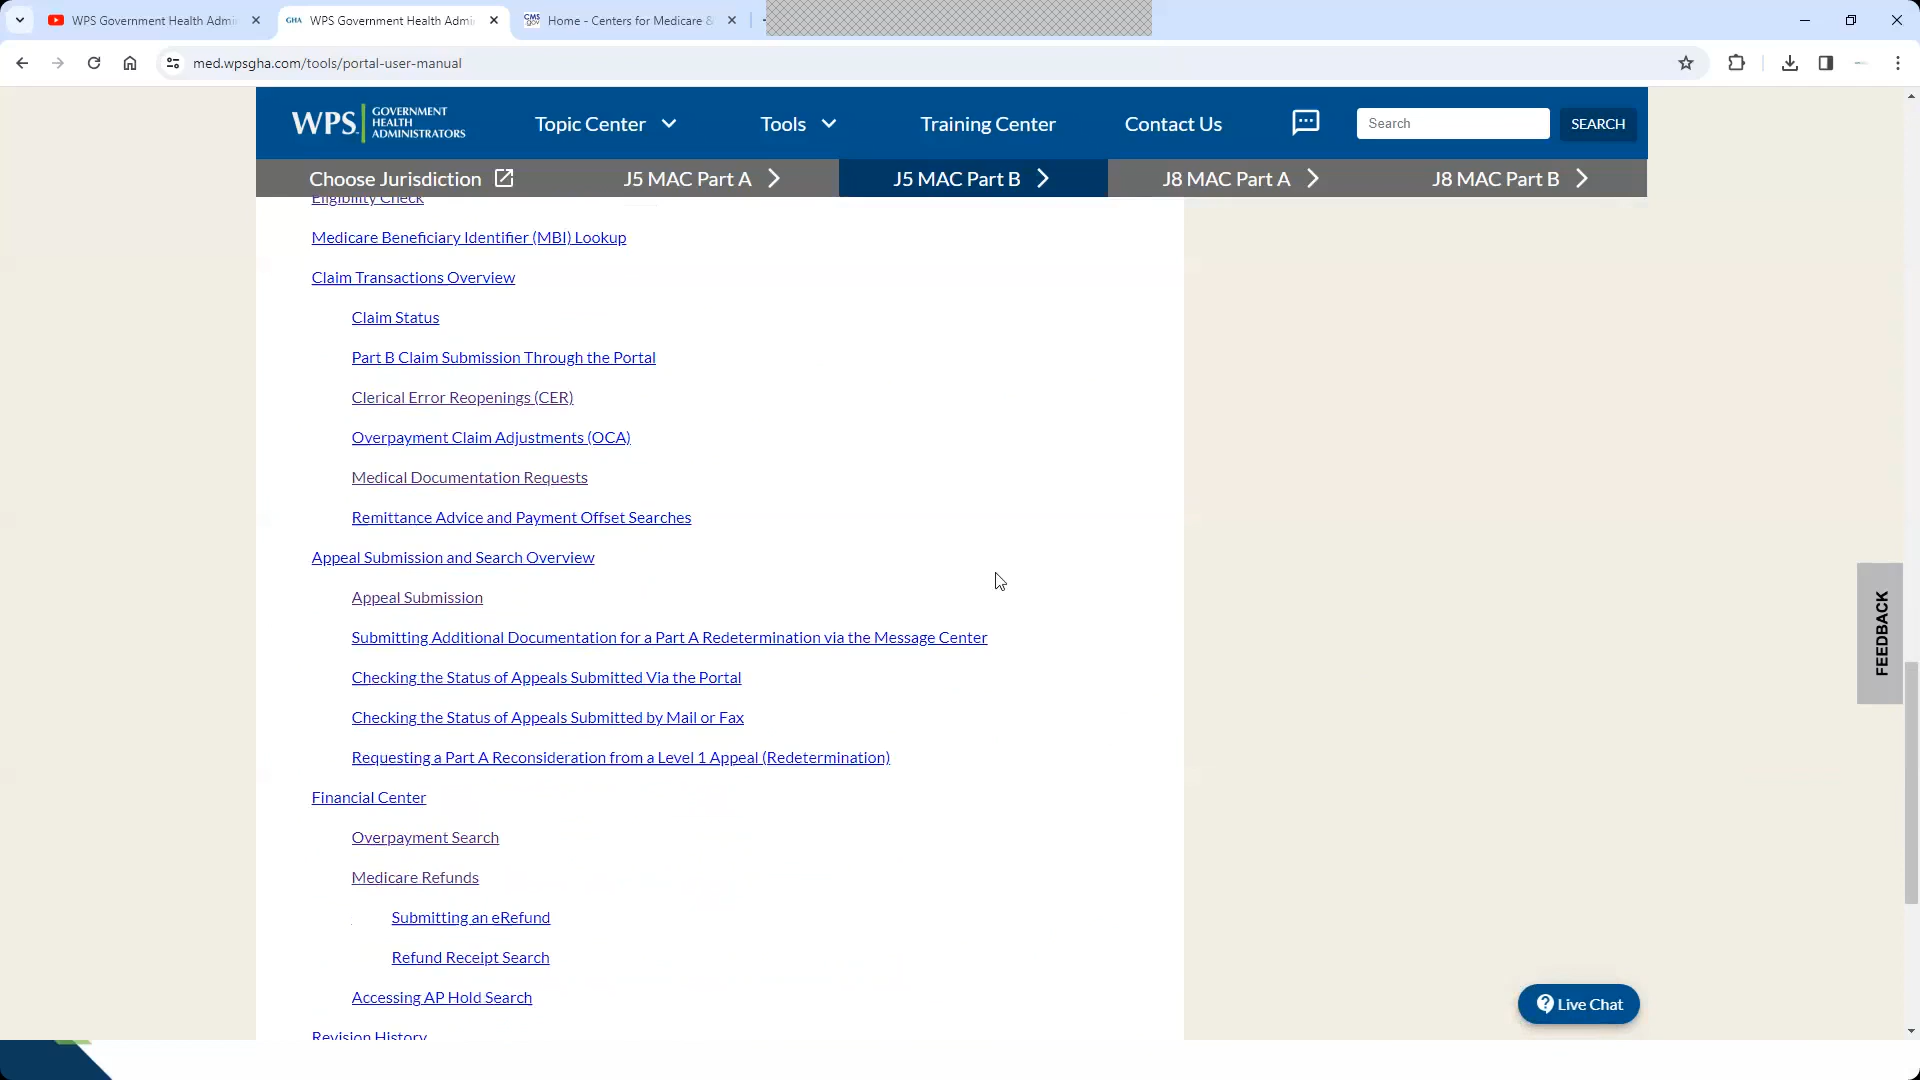 WPS Government Health Admi
GHA WPS Government Health Admi
CMS.gov Home - Centers for Medicare &
med.wpsgha.com/tools/portal-user-manual
WPS GOVERNMENT HEALTH ADMINISTRATORS
Topic Center
Tools
Training Center
Contact Us
Search
SEARCH
Choose Jurisdiction
J5 MAC Part A
J5 MAC Part B
J8 MAC Part A
J8 MAC Part B
Eligibility Check
Medicare Beneficiary Identifier (MBI) Lookup
Claim Transactions Overview
Claim Status
Part B Claim Submission Through the Portal
Clerical Error Reopenings (CER)
Overpayment Claim Adjustments (OCA)
Medical Documentation Requests
Remittance Advice and Payment Offset Searches
Appeal Submission and Search Overview
Appeal Submission
Submitting Additional Documentation for a Part A Redetermination via the Message Center
Checking the Status of Appeals Submitted Via the Portal
Checking the Status of Appeals Submitted by Mail or Fax
Requesting a Part A Reconsideration from a Level 1 Appeal (Redetermination)
Financial Center
Overpayment Search
Medicare Refunds
Submitting an eRefund
Refund Receipt Search
Accessing AP Hold Search
Revision History
FEEDBACK
Live Chat